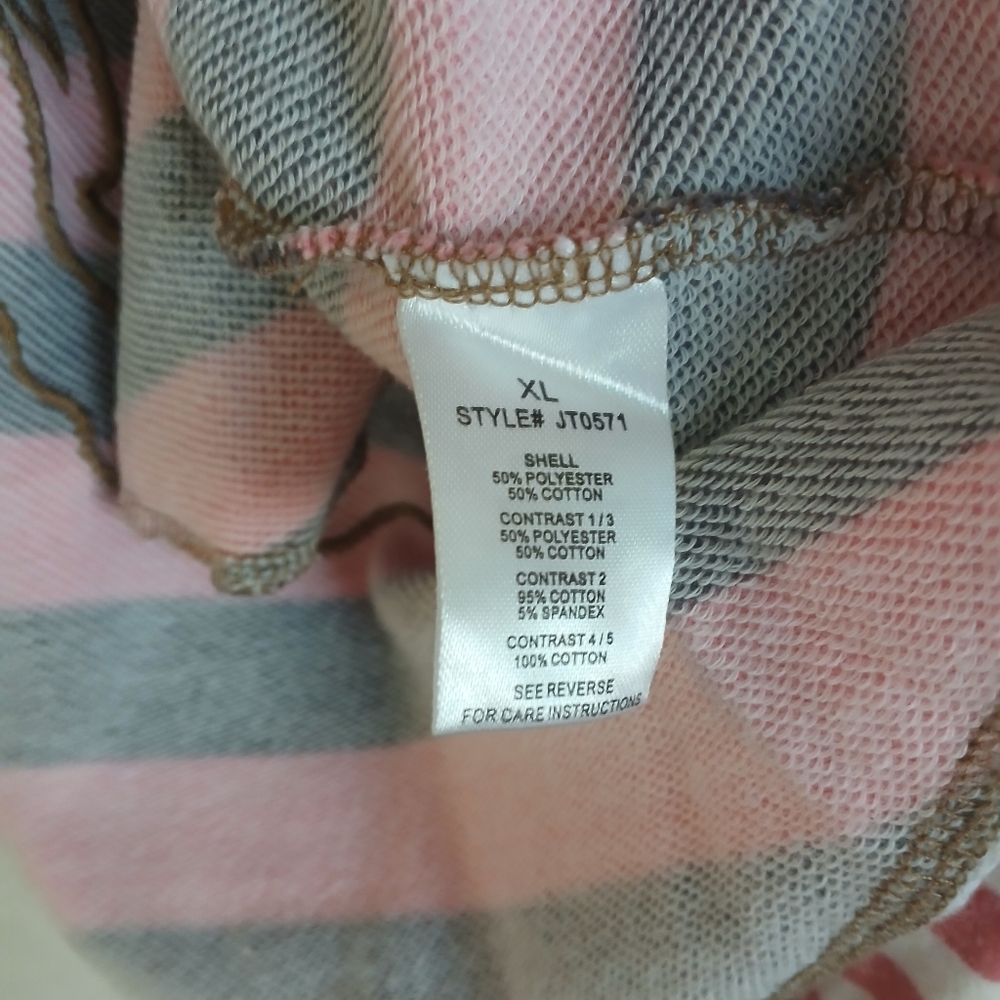 XL
STYLE# JT0571
SHELL
50% POLYESTER
50% COTTON
CONTRAST 1/3
50% POLYESTER
50% COTTON
CONTRAST 2
95% COTTON
5% SPANDEX
CONTRAST 4/5
100% COTTON
SEE REVERSE
FOR CARE INSTRUCTIONS